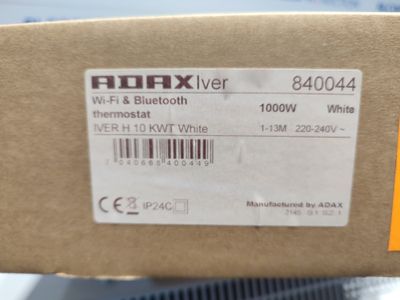 ADAX Iver 840044
Wi-Fi & Bluetooth
thermostat
1000W White
IVER H 10 KWT White 1-13M 220-240V ~
7 040665 400449
CE IP24C
Manufactured by ADAX